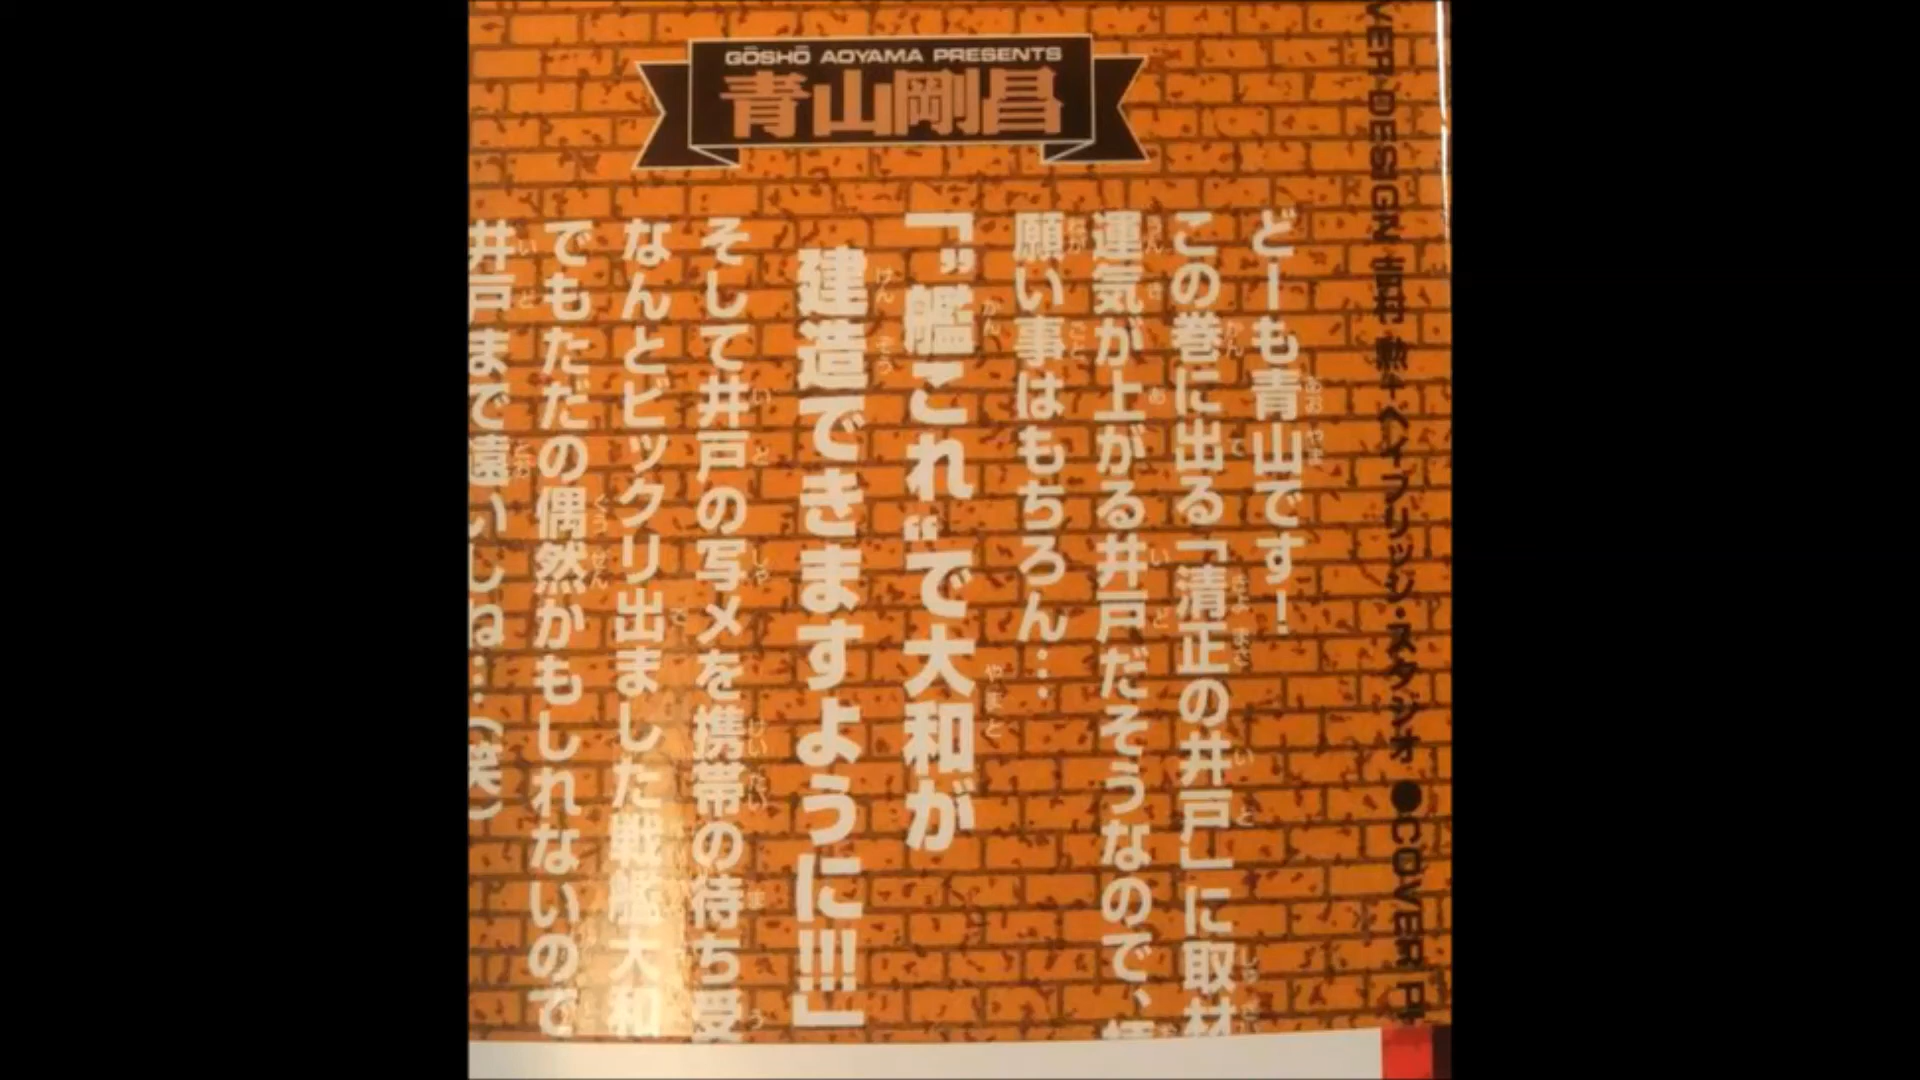 GŌSHŌ AOYAMA PRESENTS
青山剛昌
どーも青山です!
この巻に出る「清正の井戸」に取材
運気が上がる井戸だそうなので、
願い事はもちろん…
「〝艦これ〟で大和が
建造できますように!!!」
そして井戸の写メを携帯の待ち受
なんとビックリ出ました戦艦大和
でもただの偶然かもしれないので
井戸まで遠いしね…(笑)
VER DESIGN 吉村 勲+ベイブリッジ・スタジオ ●COVER P